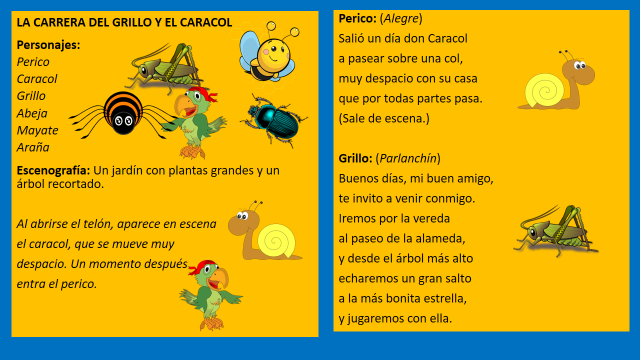 LA CARRERA DEL GRILLO Y EL CARACOL
Personajes:
Perico
Caracol
Grillo
Abeja
Mayate
Araña
Escenografía: Un jardín con plantas grandes y un
árbol recortado.
Al abrirse el telón, aparece en escena
el caracol, que se mueve muy
despacio. Un momento después
entra el perico.
Perico: (Alegre)
Salió un día don Caracol
a pasear sobre una col,
muy despacio con su casa
que por todas partes pasa.
(Sale de escena.)
Grillo: (Parlanchín)
Buenos días, mi buen amigo,
te invito a venir conmigo.
Iremos por la vereda
al paseo de la alameda,
y desde el árbol más alto
echaremos un gran salto
a la más bonita estrella,
y jugaremos con ella.